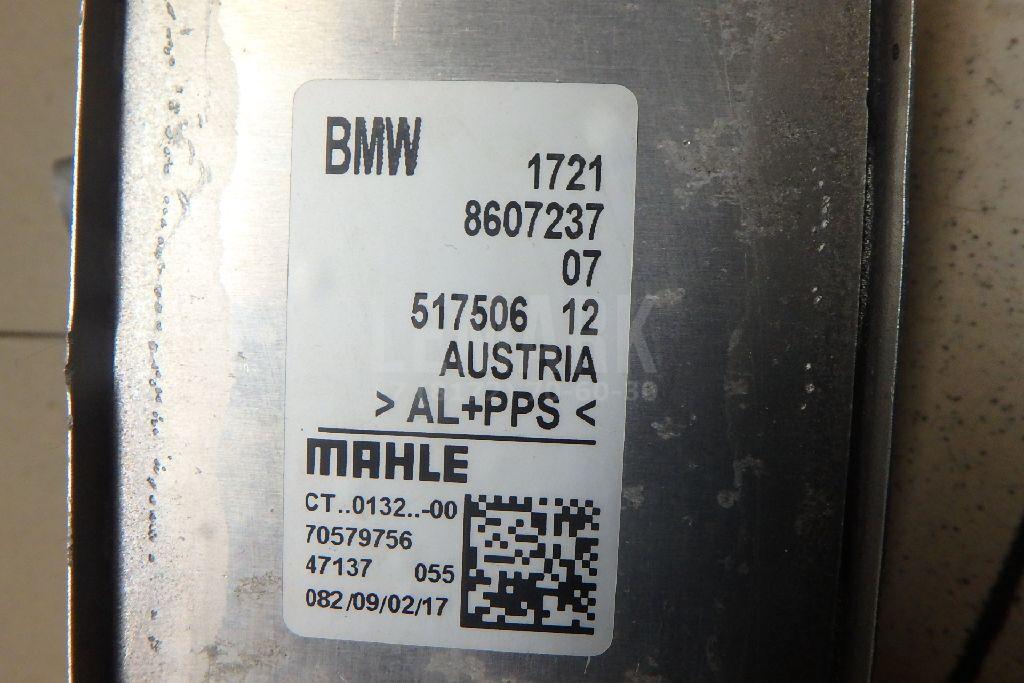 BMW
1721
8607237
07
517506 12
AUSTRIA
> AL+PPS <
MAHLE
CT..0132..-00
70579756
47137 055
082/09/02/17